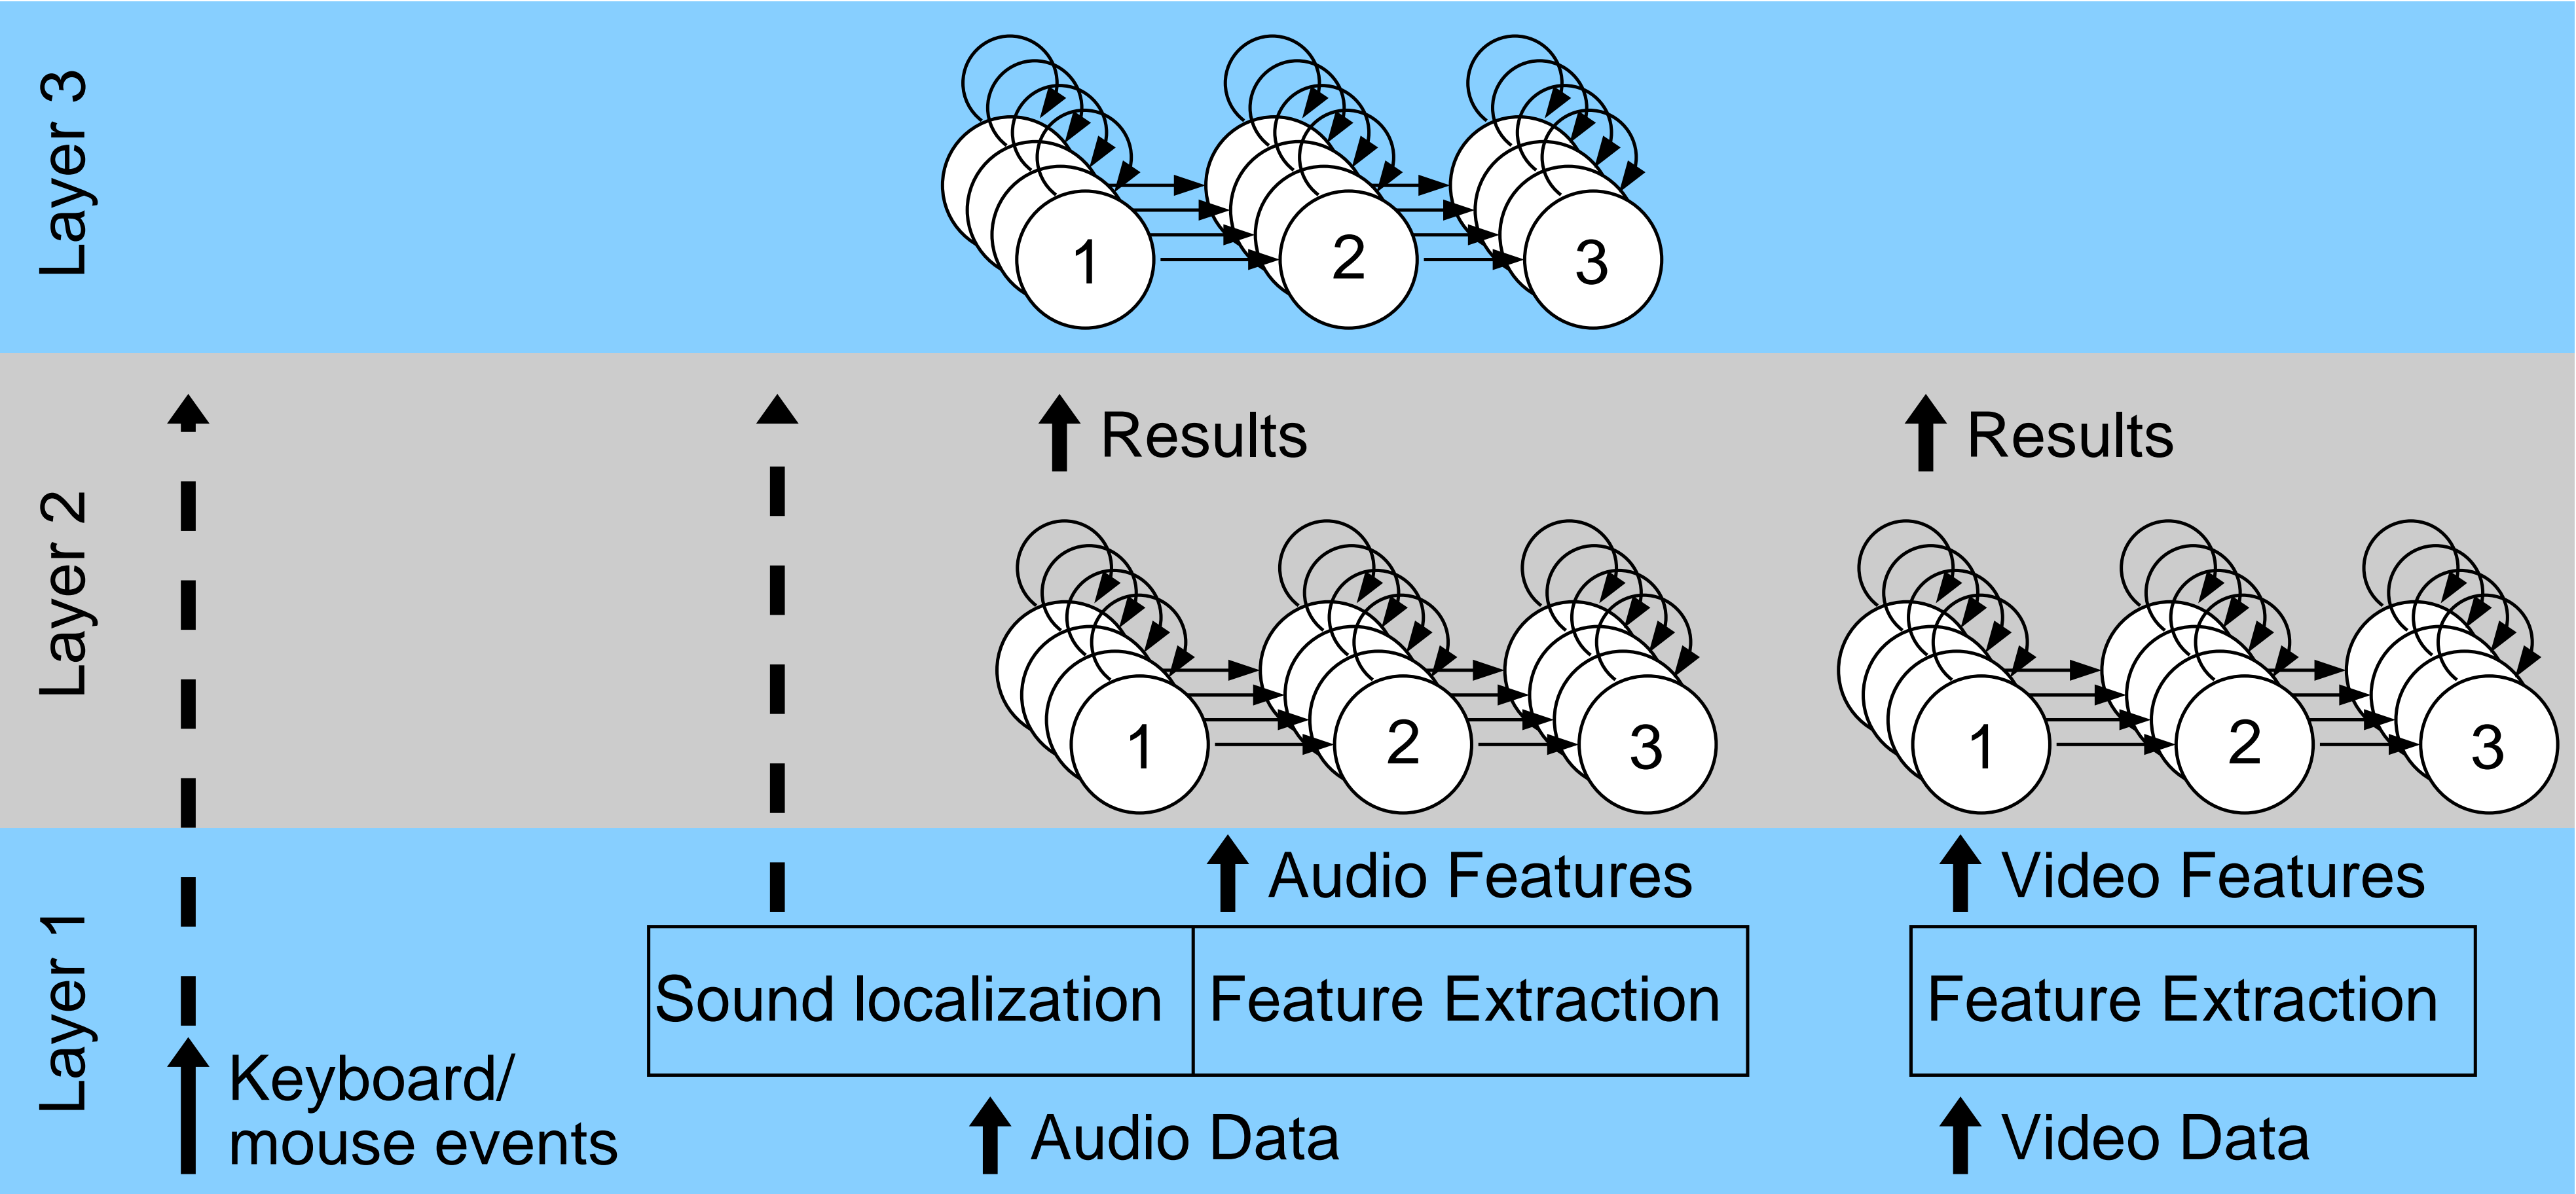 Layer 3
1
2
3
Layer 2
Results
Results
1
2
3
1
2
3
Layer 1
Audio Features
Video Features
Sound localization
Feature Extraction
Feature Extraction
Keyboard/
mouse events
Audio Data
Video Data